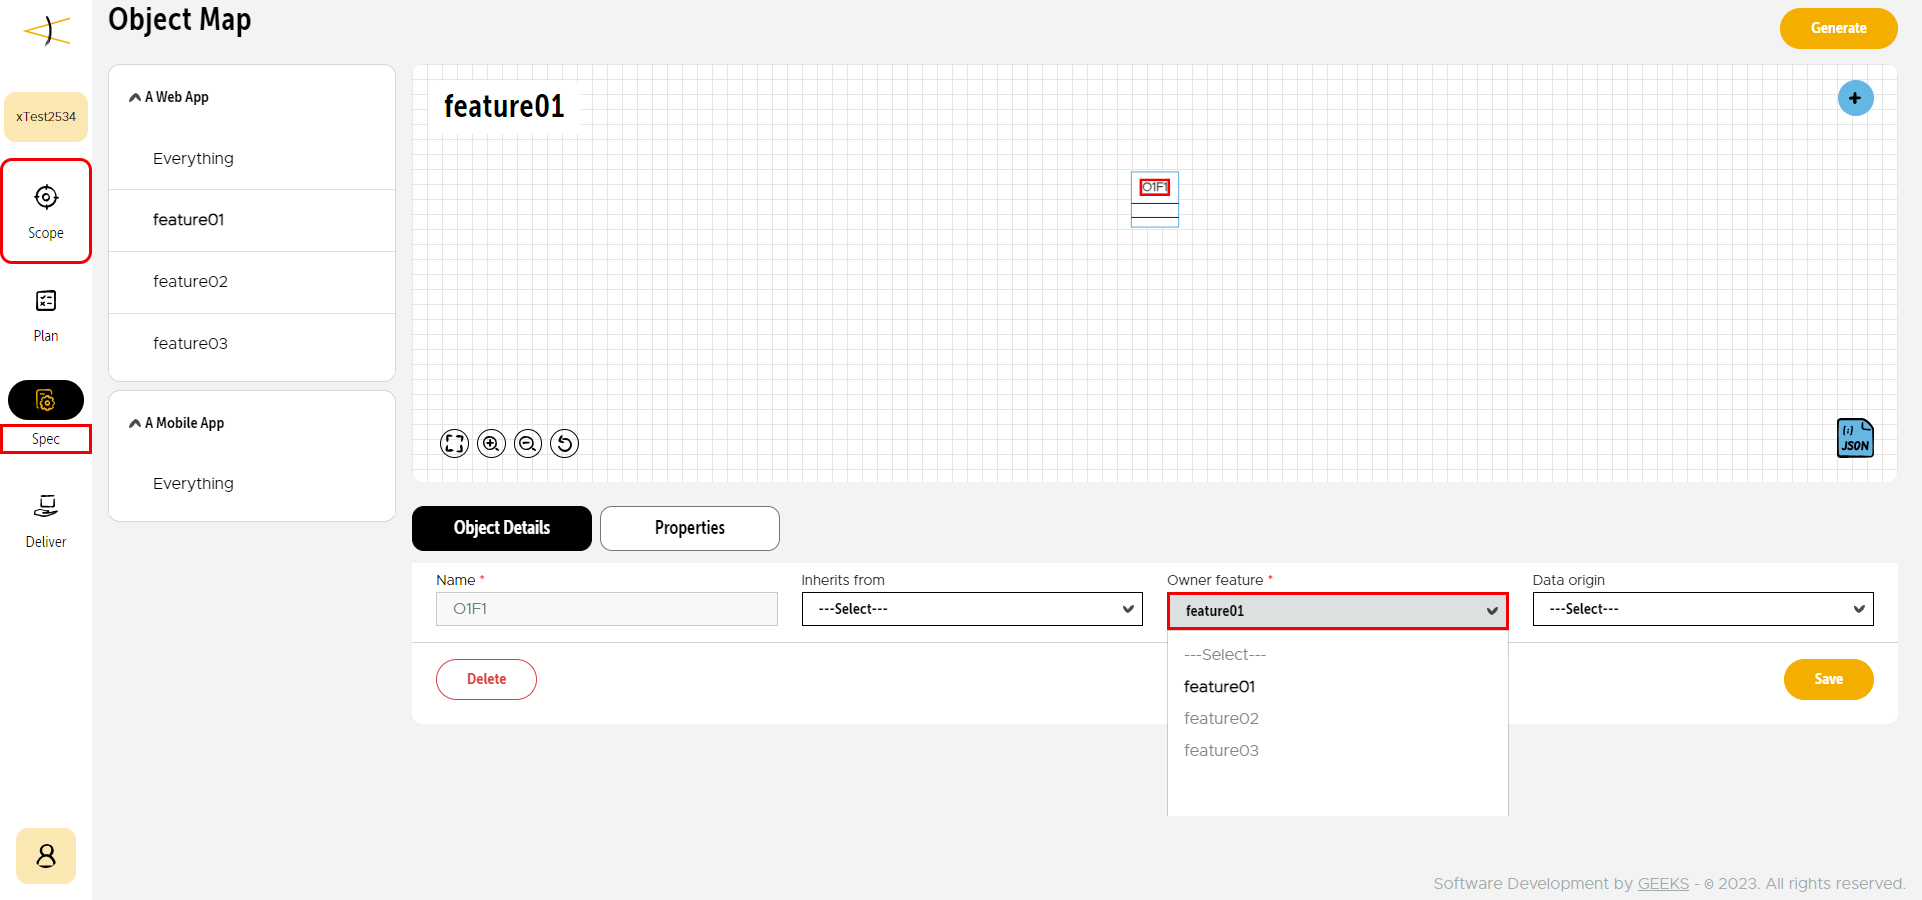 Object Map
Generate
xTest2534
Scope
Plan
Spec
Deliver
A Web App
Everything
feature01
feature02
feature03
A Mobile App
Everything
feature01
+
O1F1
{;}
JSON
Object Details
Properties
Name *
O1F1
Inherits from
---Select---
Owner feature *
feature01
---Select---
feature01
feature02
feature03
Data origin
---Select---
Delete
Save
Software Development by GEEKS - © 2023. All rights reserved.